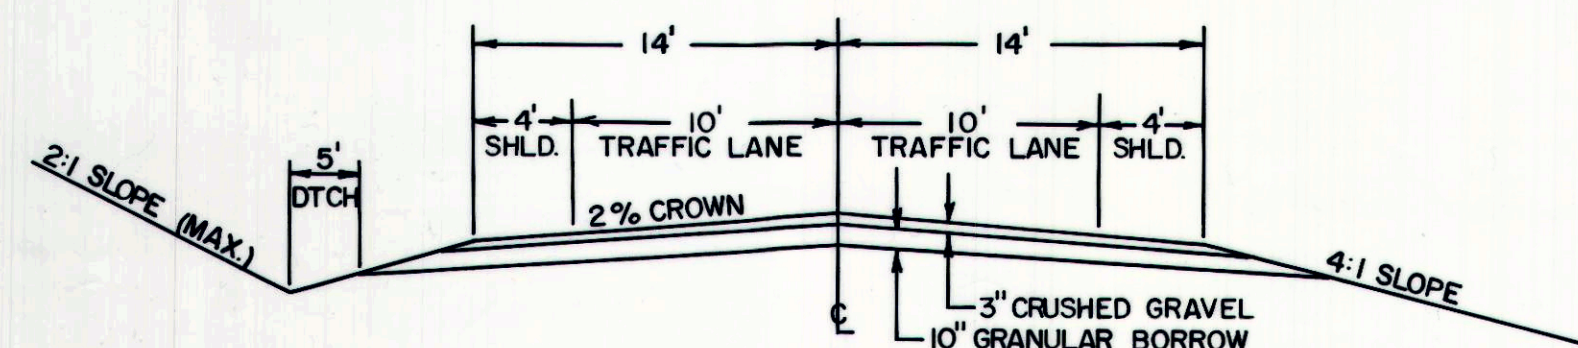 14' 14'
4' 10' 10' 4'
SHLD. TRAFFIC LANE TRAFFIC LANE SHLD.
5'
DTCH
2:1 SLOPE (MAX.)
2% CROWN
4:1 SLOPE
3" CRUSHED GRAVEL
℄
10" GRANULAR BORROW